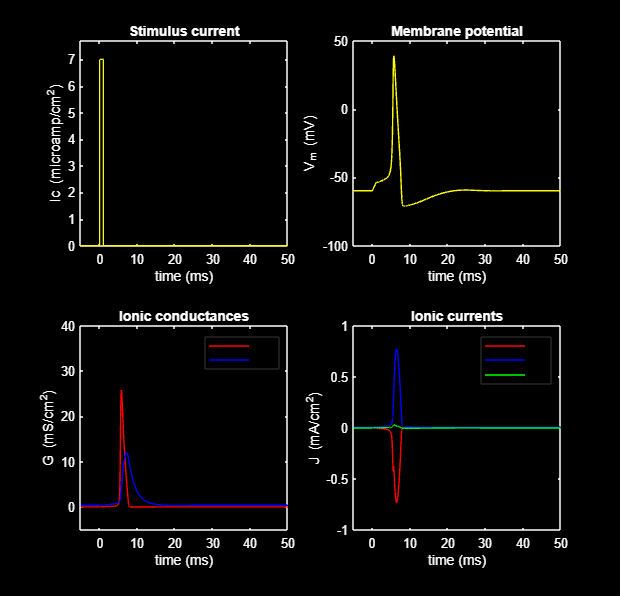 Stimulus current
Ic (microamp/cm²)
7
6
5
4
3
2
1
0
0 10 20 30 40 50
time (ms)
Membrane potential
Vₘ (mV)
50
0
-50
-100
0 10 20 30 40 50
time (ms)
Ionic conductances
G (mS/cm²)
40
30
20
10
0
0 10 20 30 40 50
time (ms)
Ionic currents
J (mA/cm²)
1
0.5
0
-0.5
-1
0 10 20 30 40 50
time (ms)